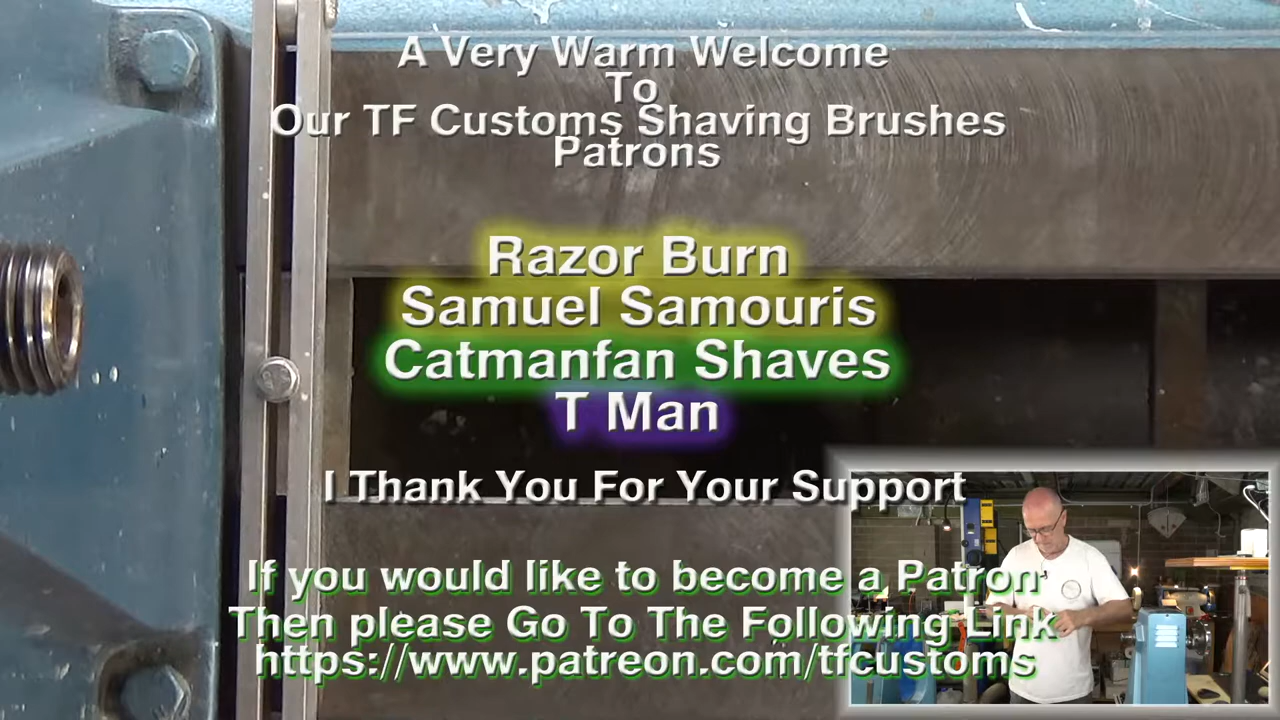 A Very Warm Welcome
To
Our TF Customs Shaving Brushes
Patrons
Razor Burn
Samuel Samouris
Catmanfan Shaves
T Man
I Thank You For Your Support
If you would like to become a Patron
Then please Go To The Following Link
https://www.patreon.com/tfcustoms